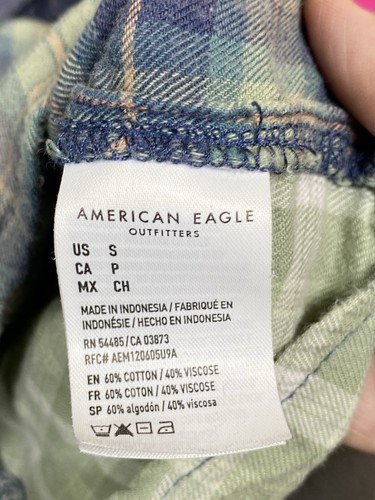 AMERICAN EAGLE
OUTFITTERS
US S
CA P
MX CH
MADE IN INDONESIA / FABRIQUÉ EN
INDONÉSIE / HECHO EN INDONESIA
RN 54485 / CA 03873
RFC# AEM120605U9A
EN 60% COTTON / 40% VISCOSE
FR 60% COTON / 40% VISCOSE
SP 60% algodón / 40% viscosa